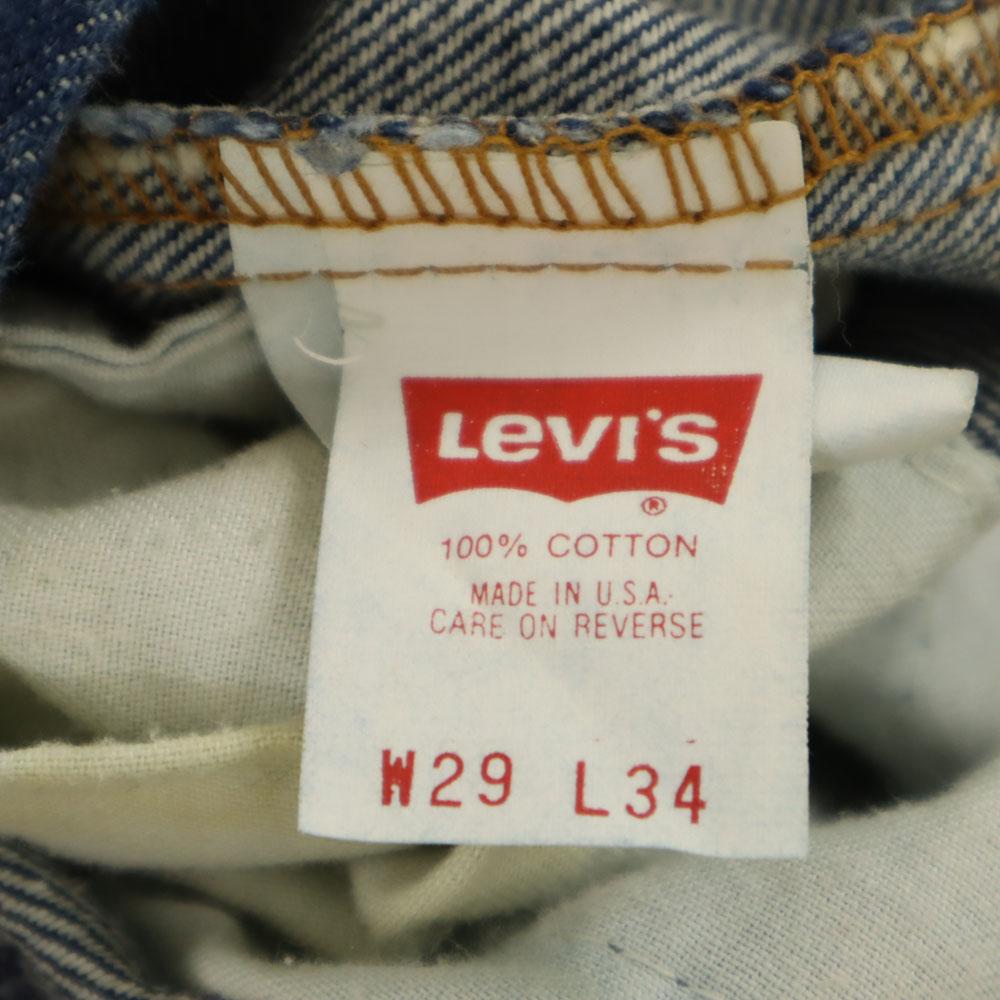 Levi's
®
100% COTTON
MADE IN U.S.A.
CARE ON REVERSE
W29 L34